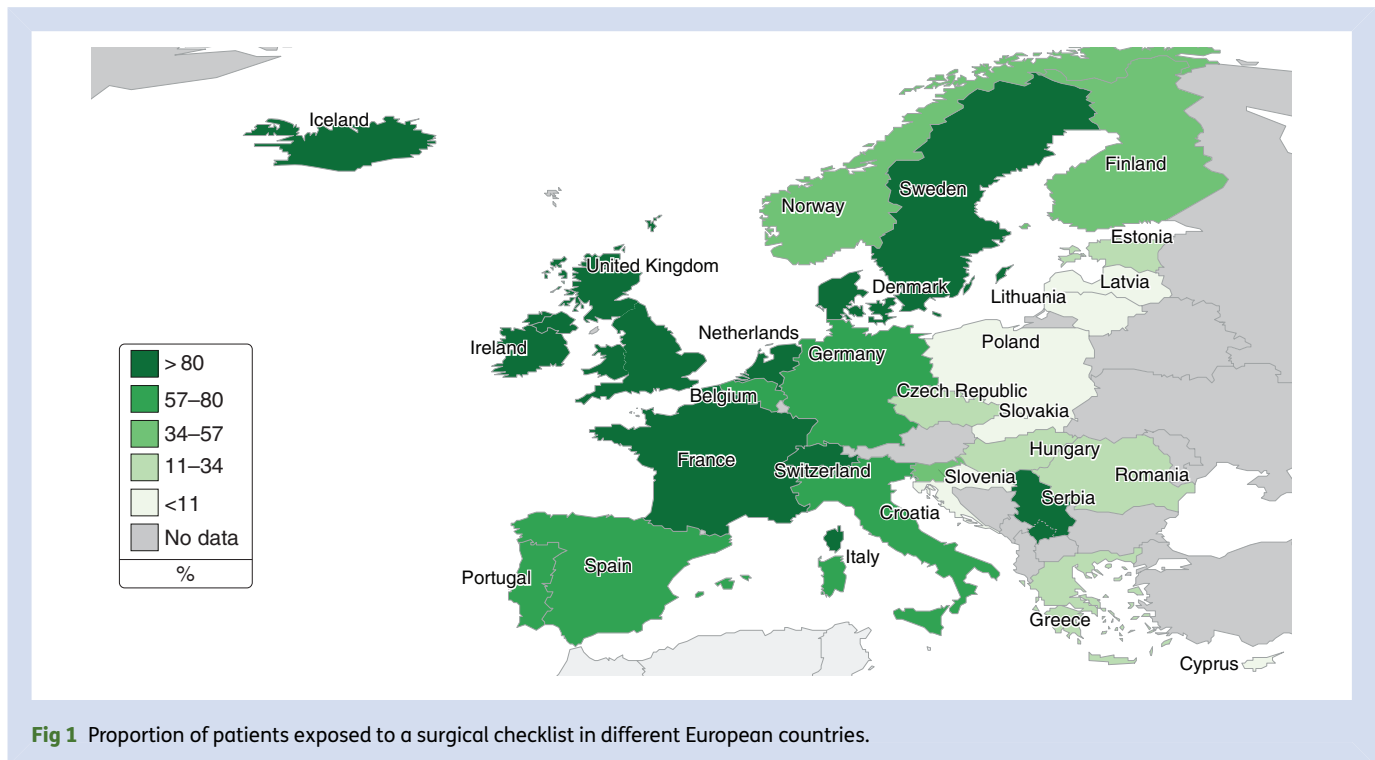 Iceland
Finland
Sweden
Norway
Estonia
United Kingdom
Latvia
Denmark
Lithuania
Netherlands
Poland
Ireland
Germany
> 80
Czech Republic
57–80
Belgium
Slovakia
34–57
Hungary
France
11–34
Switzerland
Slovenia
Romania
Serbia
<11
Croatia
No data
Italy
Spain
%
Portugal
Greece
Cyprus
Fig 1 Proportion of patients exposed to a surgical checklist in different European countries.